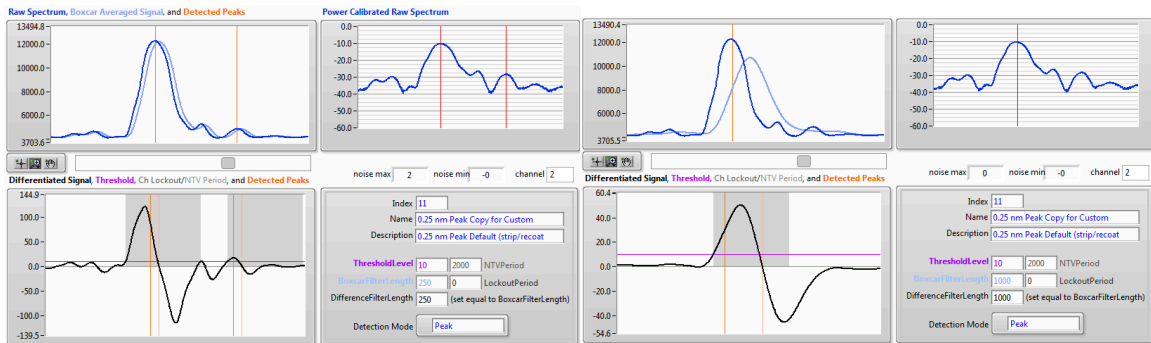 Raw Spectrum, Boxcar Averaged Signal, and Detected Peaks
Power Calibrated Raw Spectrum
13494.8
12000.0
10000.0
8000.0
6000.0
3703.6
0.0
-10.0
-20.0
-30.0
-40.0
-50.0
-60.0
Differentiated Signal, Threshold, Ch Lockout/NTV Period, and Detected Peaks
noise max 2 noise min -0 channel 2
144.9
100.0
50.0
0.0
-50.0
-100.0
-139.5
Index 11
Name 0.25 nm Peak Copy for Custom
Description 0.25 nm Peak Default (strip/recoat
ThresholdLevel 10 2000 NTVPeriod
BoxcarFilterLength 250 0 LockoutPeriod
DifferenceFilterLength 250 (set equal to BoxcarFilterLength)
Detection Mode Peak
13490.4
12000.0
10000.0
8000.0
6000.0
3705.5
0.0
-10.0
-20.0
-30.0
-40.0
-50.0
-60.0
Differentiated Signal, Threshold, Ch Lockout/NTV Period, and Detected Peaks
noise max 0 noise min -0 channel 2
60.4
40.0
20.0
0.0
-20.0
-40.0
-54.6
Index 11
Name 0.25 nm Peak Copy for Custom
Description 0.25 nm Peak Default (strip/recoat
ThresholdLevel 10 2000 NTVPeriod
BoxcarFilterLength 1000 0 LockoutPeriod
DifferenceFilterLength 1000 (set equal to BoxcarFilterLength)
Detection Mode Peak